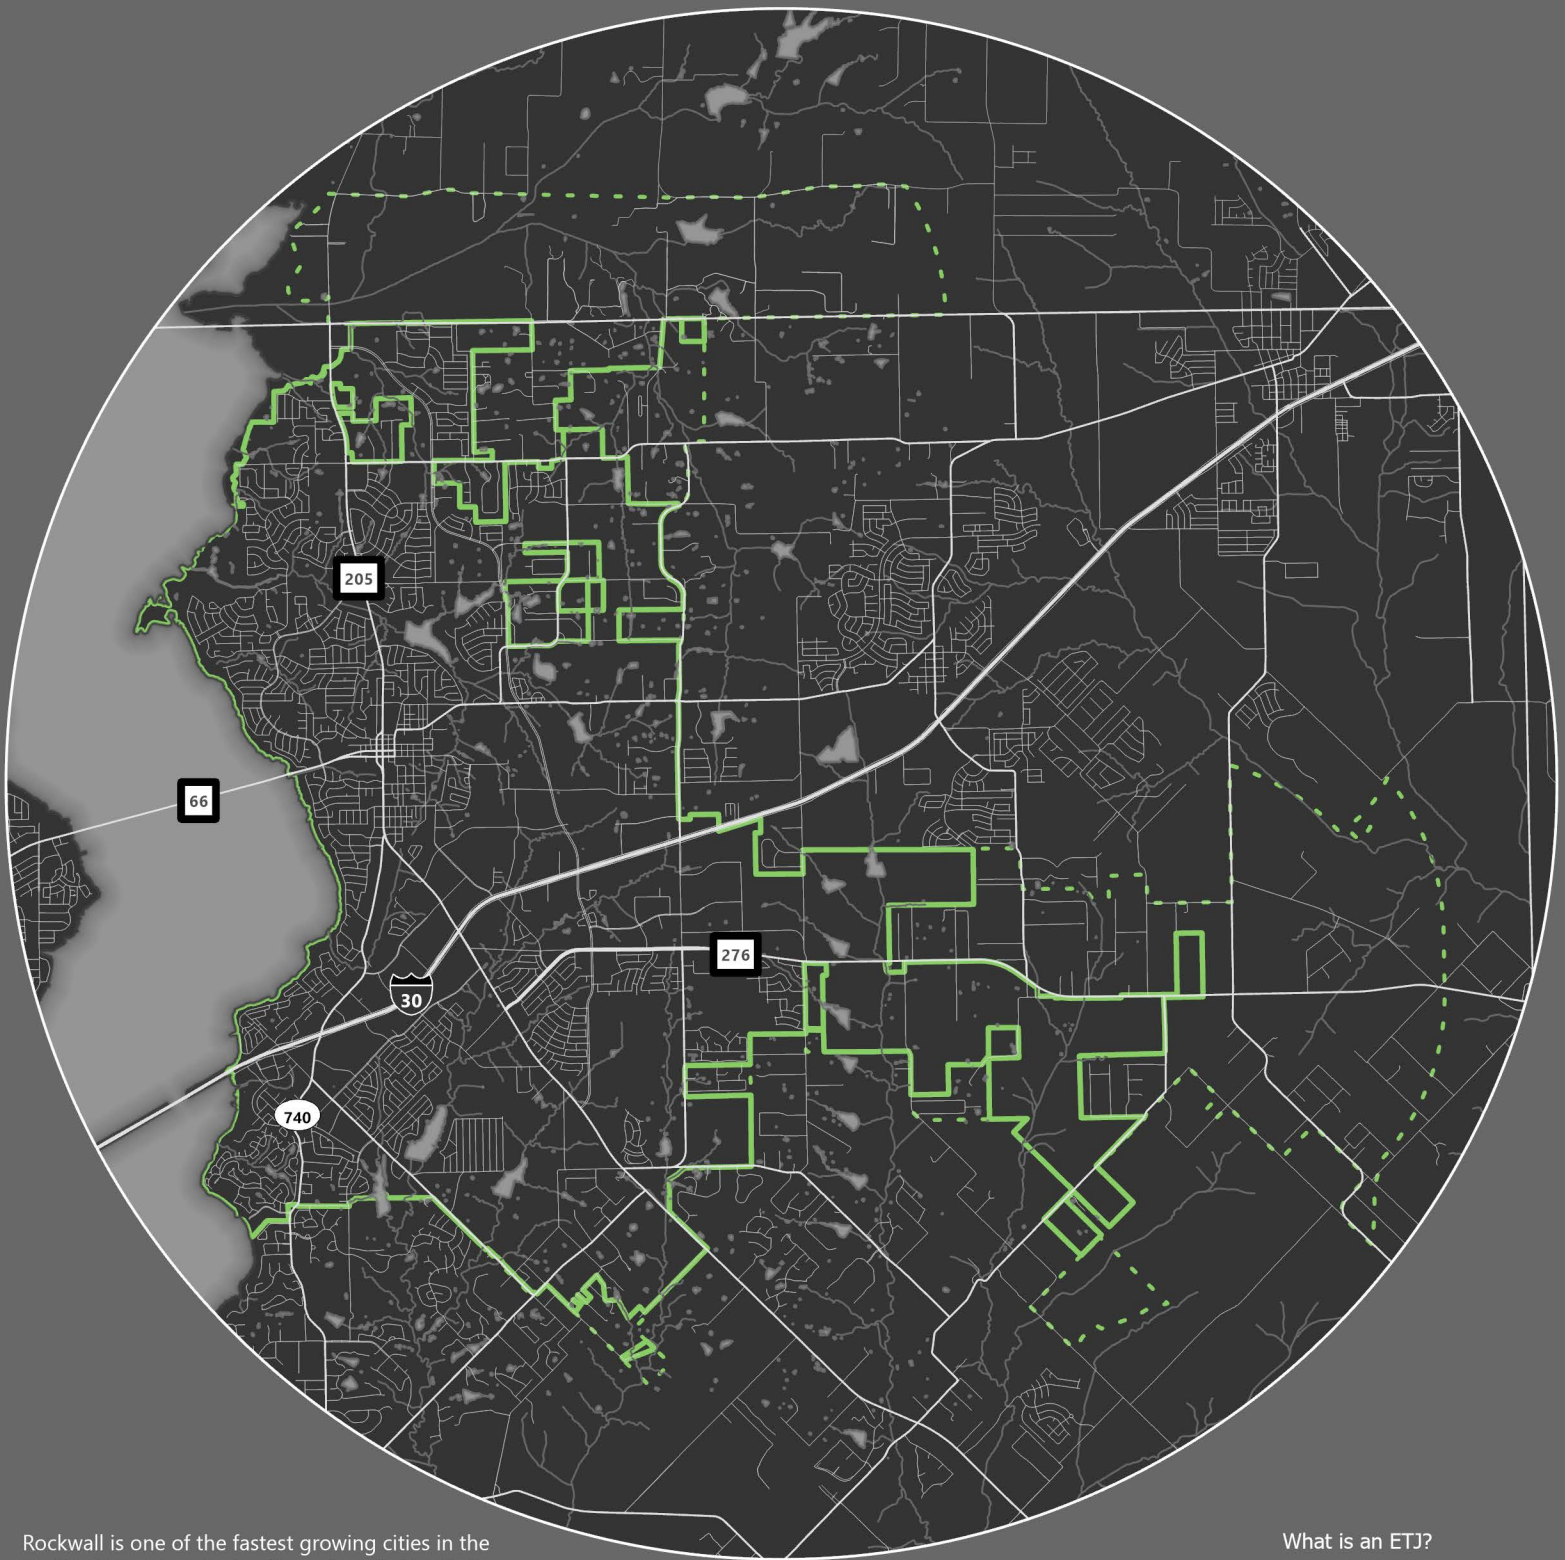 205
66
276
30
740
Rockwall is one of the fastest growing cities in the
What is an ETJ?